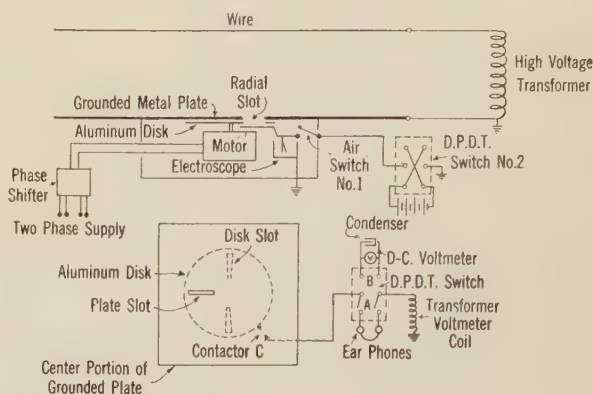 Wire
High Voltage
Transformer
Radial
Slot
Grounded Metal Plate
Aluminum Disk
Motor
Electroscope
Air
Switch
No.1
D.P.D.T.
Switch No.2
Phase
Shifter
Two Phase Supply
Condenser
D-C. Voltmeter
B
D.P.D.T. Switch
A
Transformer
Voltmeter
Coil
Ear Phones
Disk Slot
Aluminum Disk
Plate Slot
Contactor C
Center Portion of
Grounded Plate
V